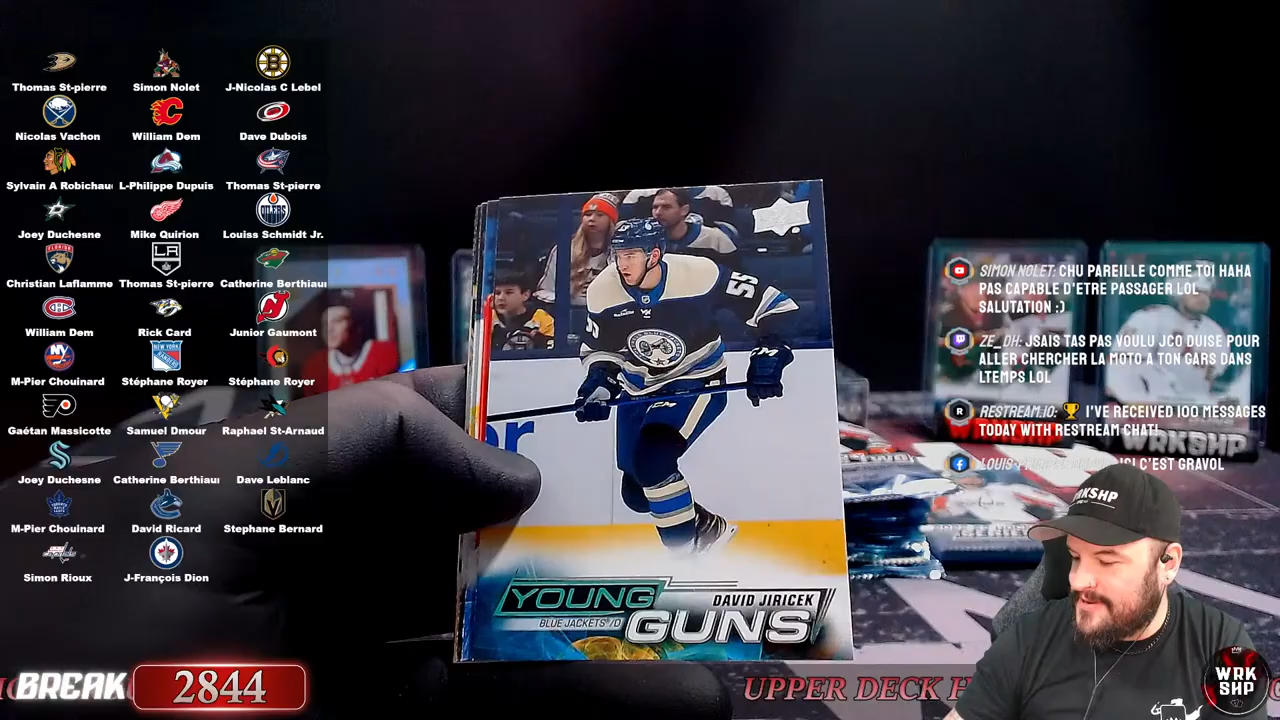 Thomas St-pierre
Simon Nolet
J-Nicolas C Lebel
Nicolas Vachon
William Dem
Dave Dubois
Sylvain A Robichau
L-Philippe Dupuis
Thomas St-pierre
Joey Duchesne
Mike Quirion
Louiss Schmidt Jr.
Christian Laflamme
Thomas St-pierre
Catherine Berthiau
William Dem
Rick Card
Junior Gaumont
M-Pier Chouinard
Stéphane Royer
Stéphane Royer
Gaétan Massicotte
Samuel Dmour
Raphael St-Arnaud
Joey Duchesne
Catherine Berthiau
Dave Leblanc
M-Pier Chouinard
David Ricard
Stephane Bernard
Simon Rioux
J-François Dion
BREAK 2844
55
YOUNG
GUNS
DAVID JIRICEK
BLUE JACKETS®/D
SIMON NOLET: CHU PAREILLE COMME TOI HAHA
PAS CAPABLE D'ETRE PASSAGER LOL
SALUTATION :)
ZE_DH: JSAIS TAS PAS VOULU JCO DUISE POUR
ALLER CHERCHER LA MOTO A TON GARS DANS
LTEMPS LOL
RESTREAM.IO: 🏆 I'VE RECEIVED 100 MESSAGES
TODAY WITH RESTREAM CHAT!
C'EST GRAVOL
WRKSHP
WRKSHP
UPPER DECK H
WRK
SHP